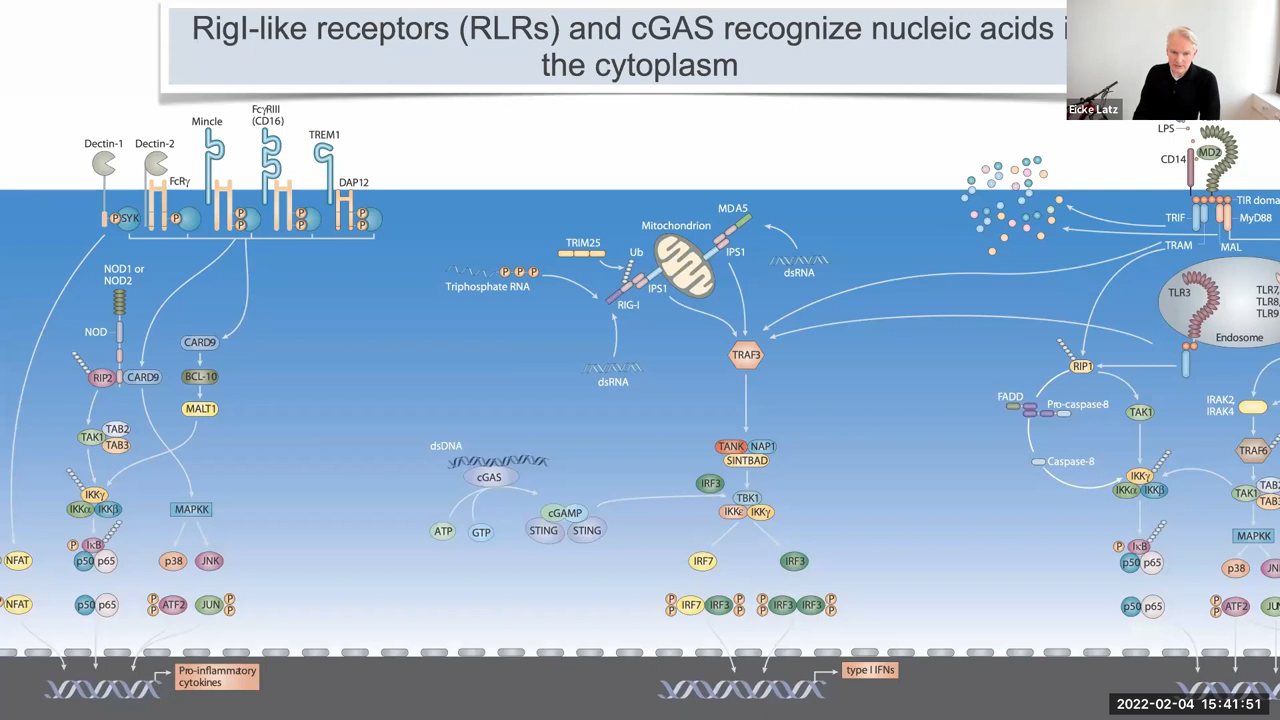 RigI-like receptors (RLRs) and cGAS recognize nucleic acids i
the cytoplasm
Eicke Latz
Dectin-1
Dectin-2
Mincle
FcγRIII
(CD16)
TREM1
FcRγ
DAP12
P
SYK
P
P
P
P
P
P
P
P
P
NOD1 or
NOD2
NOD
RIP2
CARD9
CARD9
BCL-10
MALT1
TAK1
TAB2
TAB3
IKKγ
IKKα
IKKβ
MAPKK
P
IκB
NFAT
p50
p65
p38
JNK
NFAT
p50
p65
P
P
ATF2
JUN
P
P
Pro-inflammatory
cytokines
Mitochondrion
MDA5
TRIM25
Ub
IPS1
dsRNA
P P P
Triphosphate RNA
IPS1
RIG-I
dsRNA
TRAF3
dsDNA
cGAS
ATP
GTP
cGAMP
STING
STING
TANK
NAP1
SINTBAD
IRF3
TBK1
IKKε
IKKγ
IRF7
IRF3
P
P
IRF7
IRF3
P
P
P
P
IRF3
IRF3
P
P
type I IFNs
LPS
CD14
MD2
TIR doma
TRIF
MyD88
TRAM
MAL
TLR3
TLR7,
TLR8,
TLR9
Endosome
RIP1
FADD
Pro-caspase-8
TAK1
Caspase-8
IRAK2,
IRAK4
TRAF6
IKKγ
IKKα
IKKβ
TAK1
TAB2
MAPKK
P
IκB
p50
p65
p38
JN
p50
p65
P
P
ATF2
JU
2022-02-04 15:41:51